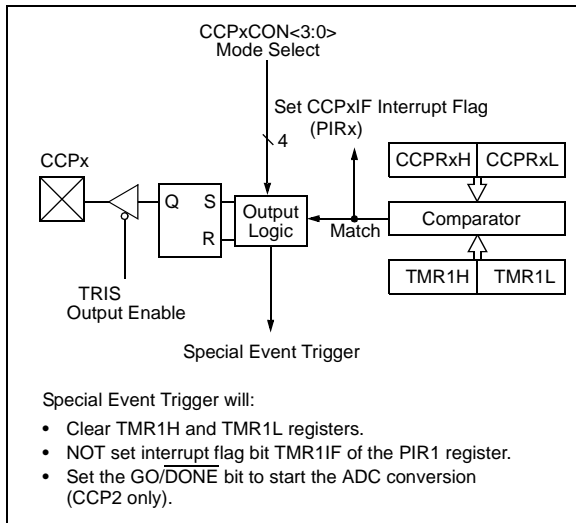 CCPxCON<3:0>
Mode Select
Set CCPxIF Interrupt Flag
(PIRx)
4
CCPx
CCPRxH CCPRxL
Q S
Output
Logic
Comparator
R
Match
TMR1H TMR1L
TRIS
Output Enable
Special Event Trigger
Special Event Trigger will:
• Clear TMR1H and TMR1L registers.
• NOT set interrupt flag bit TMR1IF of the PIR1 register.
• Set the GO/DONE bit to start the ADC conversion
(CCP2 only).